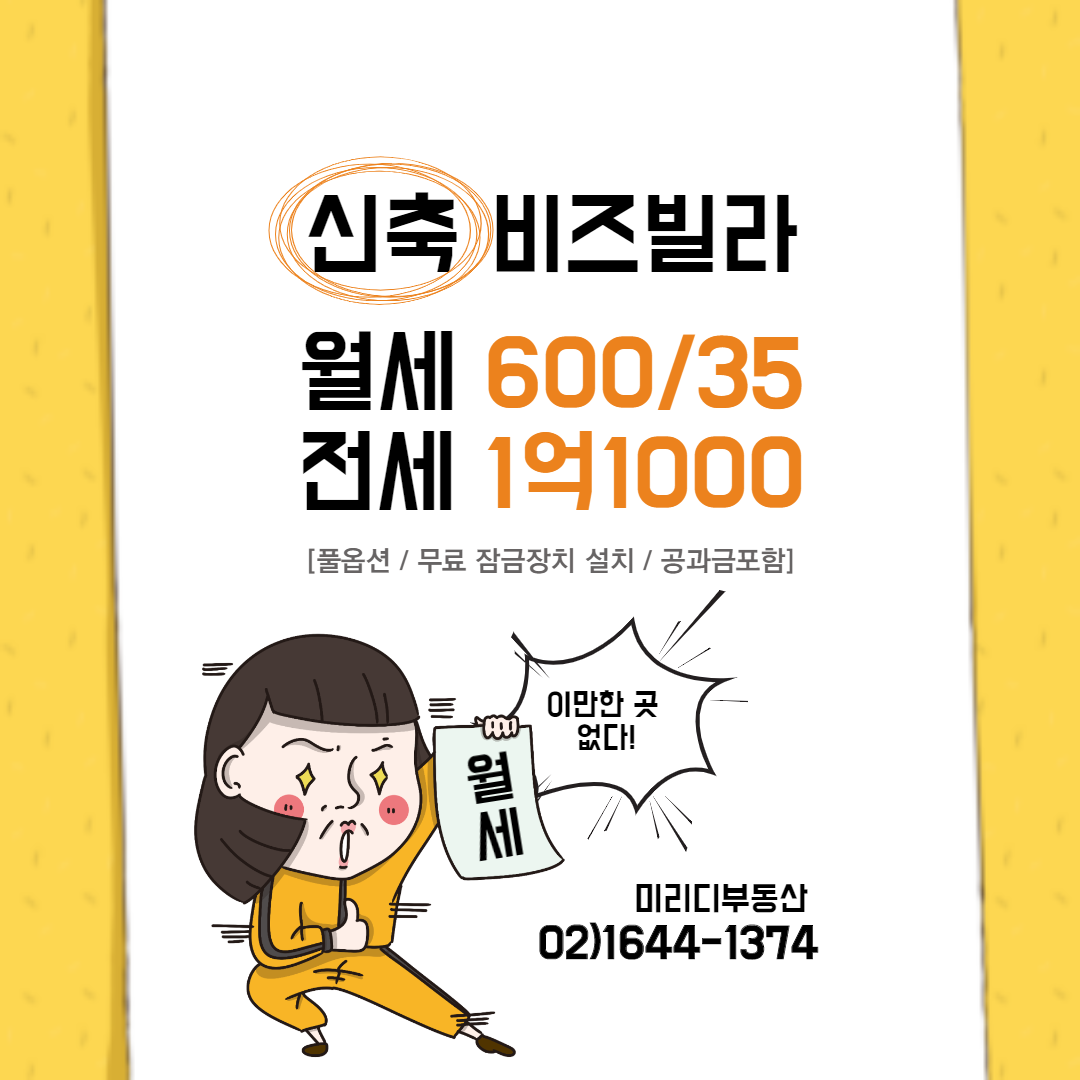 신축 비즈빌라
월세 600/35
전세 1억1000
[풀옵션 / 무료 잠금장치 설치 / 공과금포함]
이만한 곳
없다!
월
세
미리디부동산
02)1644-1374